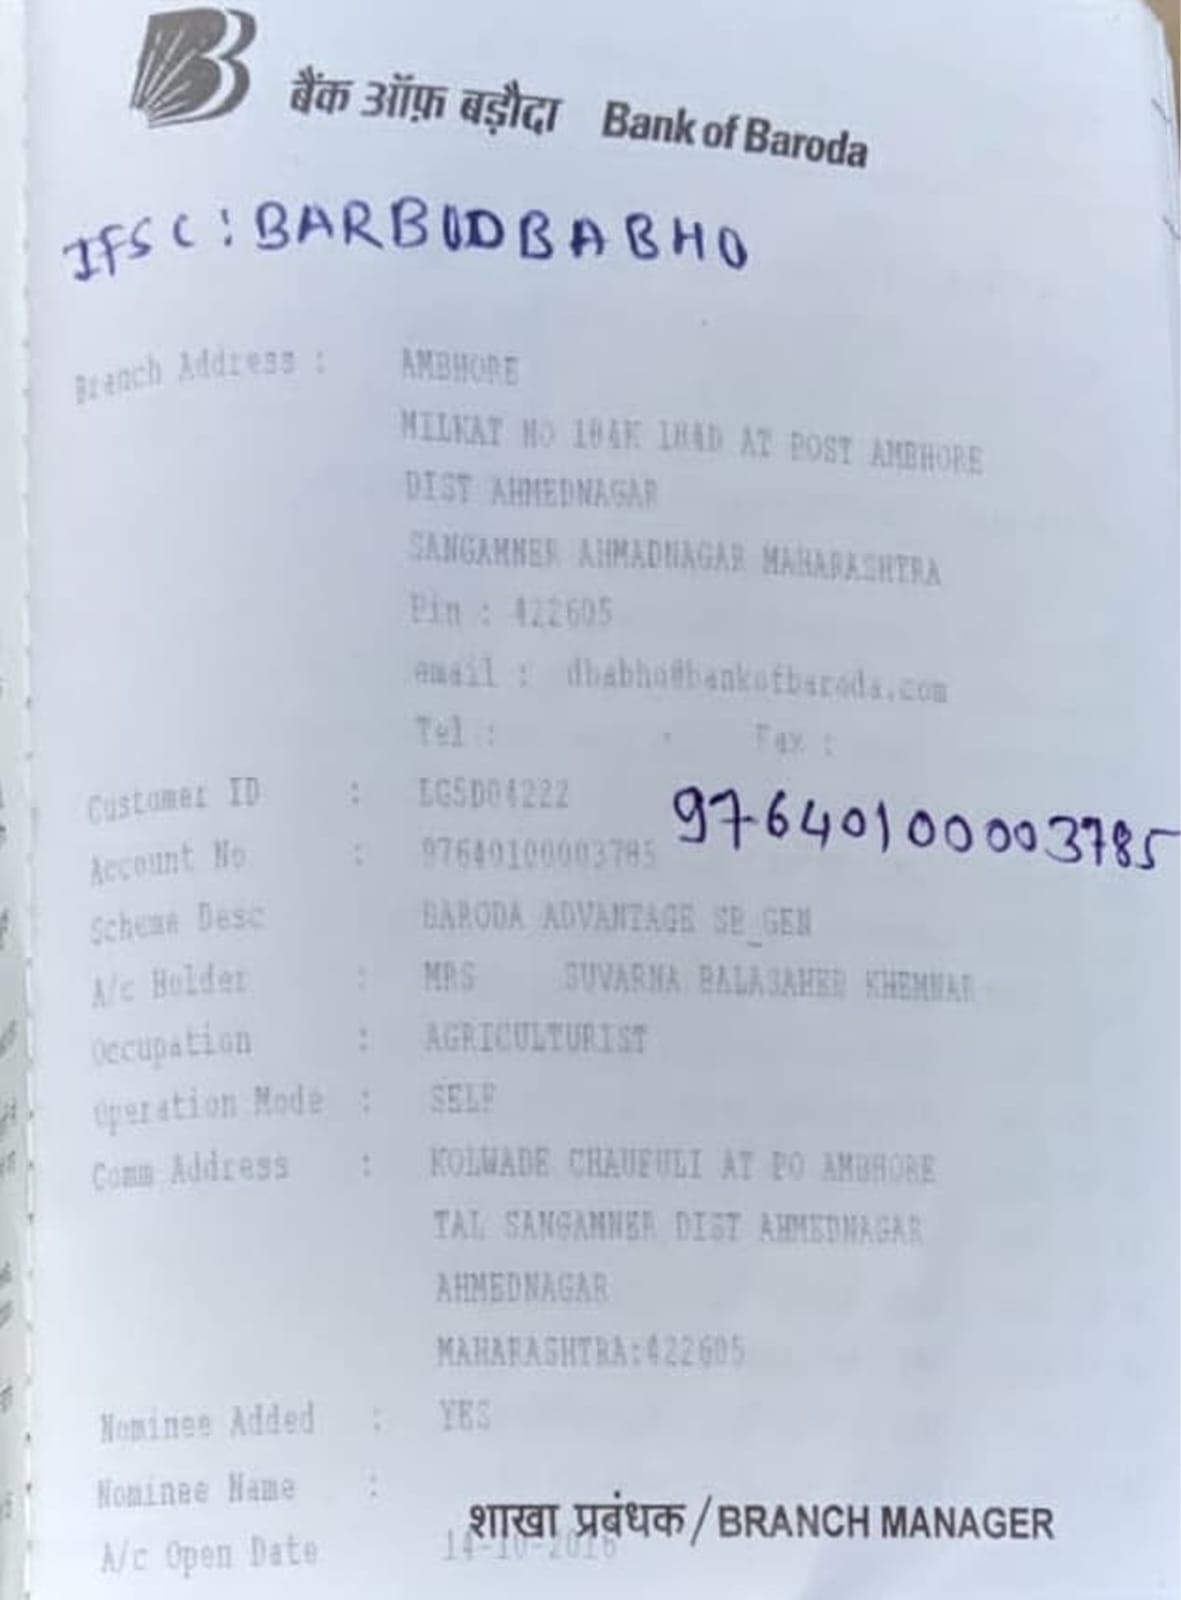 बैंक ऑफ़ बड़ौदा Bank of Baroda
IFSC : BARB0DBABHO
Branch Address : AMBHORE
MILKAT NO 184K 184D AT POST AMBHORE
DIST AHMEDNAGAR
SANGAMNER AHMADNAGAR MAHARASHTRA
Pin : 422605
email : dbabho@bankofbaroda.com
Tel : Fax :
Customer ID : LG5D04222
Account No : 97640100003785 97640100003785
Scheme Desc BARODA ADVANTAGE SB_GEN
A/c Holder : MRS SUVARNA BALASAHEB KHEMNAR
Occupation : AGRICULTURIST
Operation Mode : SELF
Comm Address : KOLWADE CHAUFULI AT PO AMBHORE
TAL SANGAMNER DIST AHMEDNAGAR
AHMEDNAGAR
MAHARASHTRA:422605
Nominee Added : YES
Nominee Name :
शाखा प्रबंधक / BRANCH MANAGER
A/c Open Date 14-10-2016